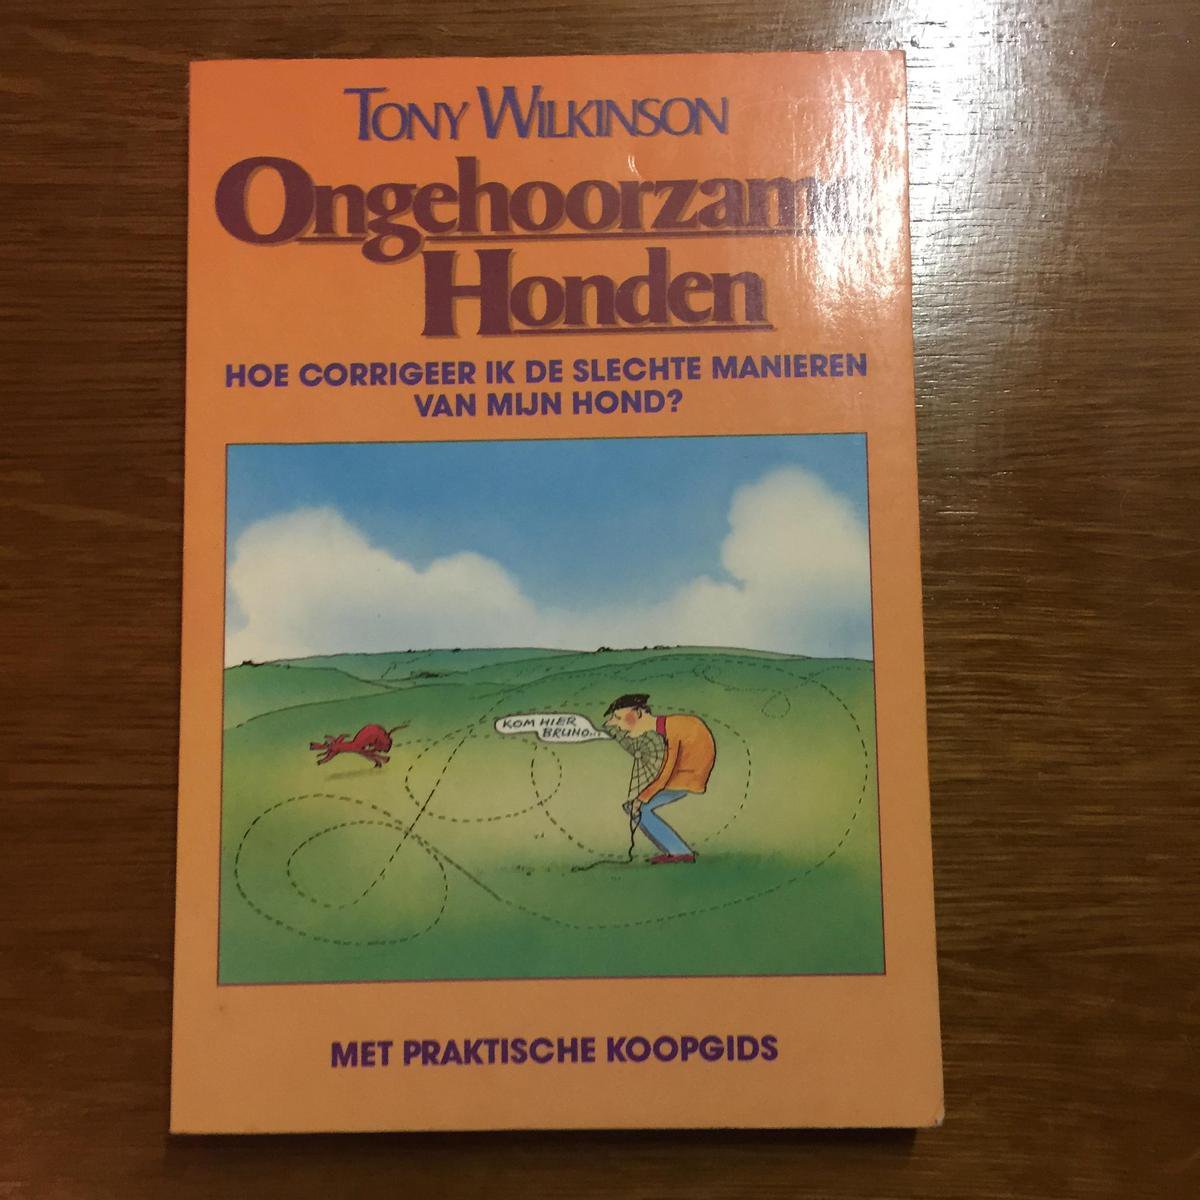 TONY WILKINSON
Ongehoorzame
Honden
HOE CORRIGEER IK DE SLECHTE MANIEREN
VAN MIJN HOND?
KOM HIER
BRUNO...
MET PRAKTISCHE KOOPGIDS